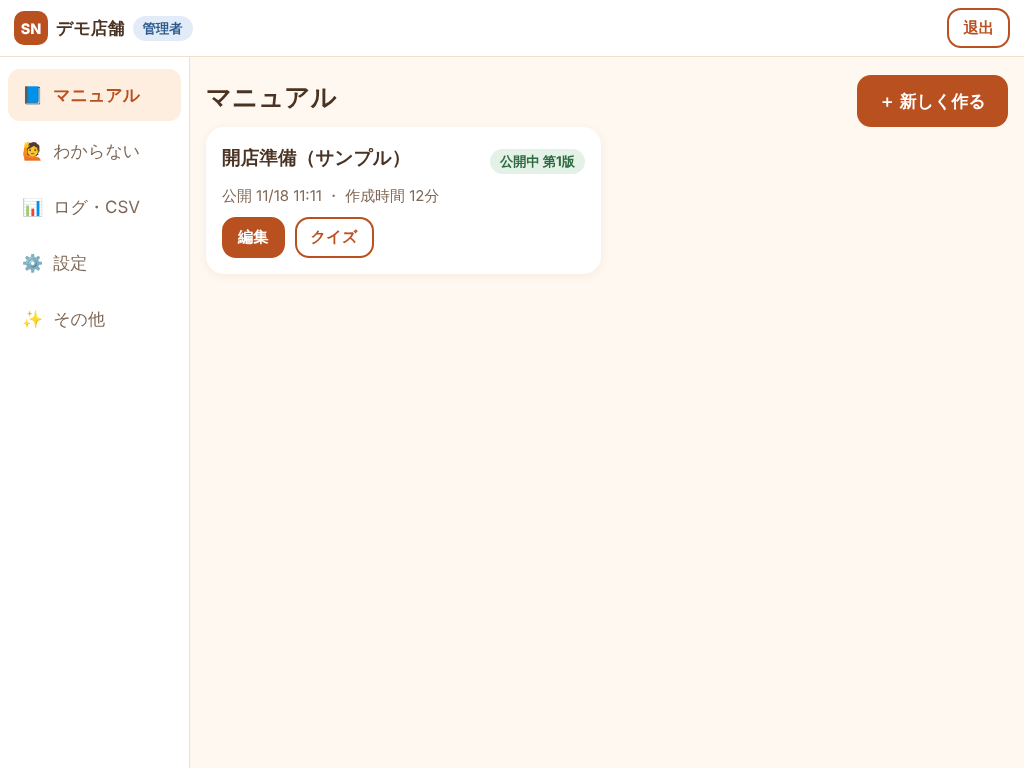 SN デモ店舗 管理者 退出
マニュアル
わからない
ログ・CSV
設定
その他
マニュアル
＋ 新しく作る
開店準備（サンプル） 公開中 第1版
公開 11/18 11:11 ・ 作成時間 12分
編集 クイズ